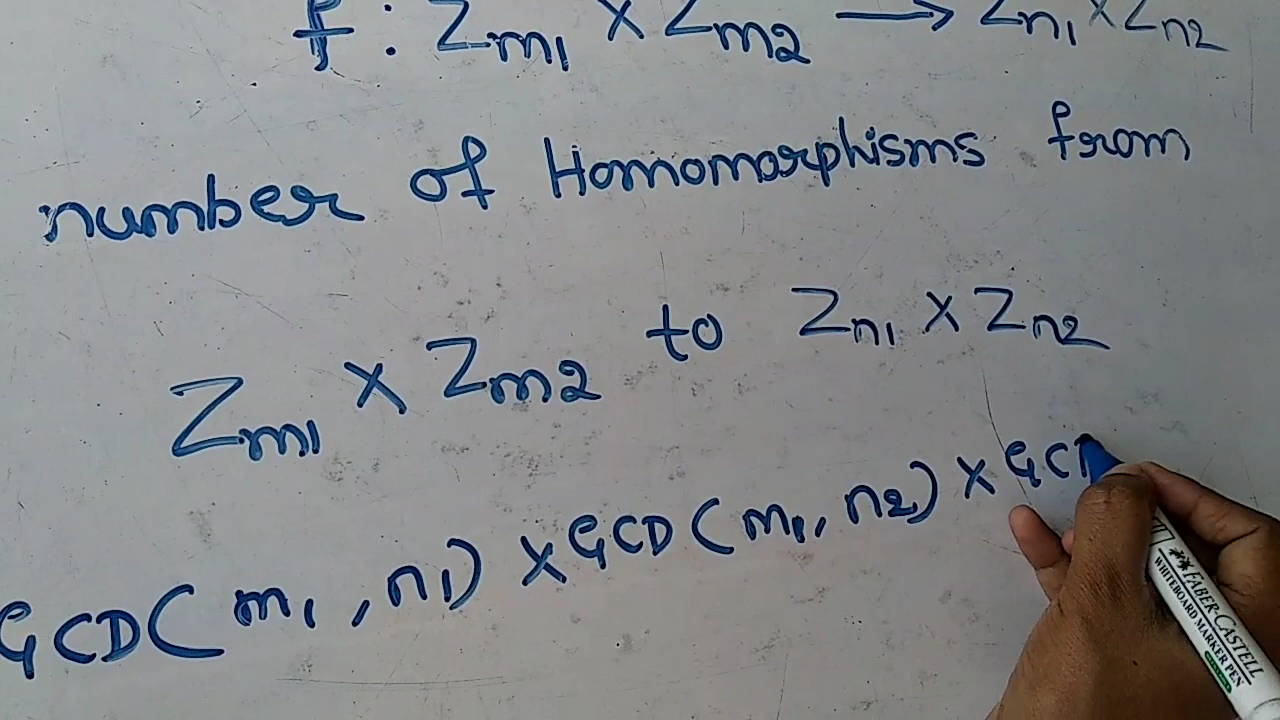 f : Zm1 × Zm2 → Zn1 × Zn2
number of Homomorphisms from
Zm1 × Zm2 to Zn1 × Zn2
GCD(m1, n1) × GCD(m1, n2) × GCD
FABER-CASTELL
WHITEBOARD MARKER PEN